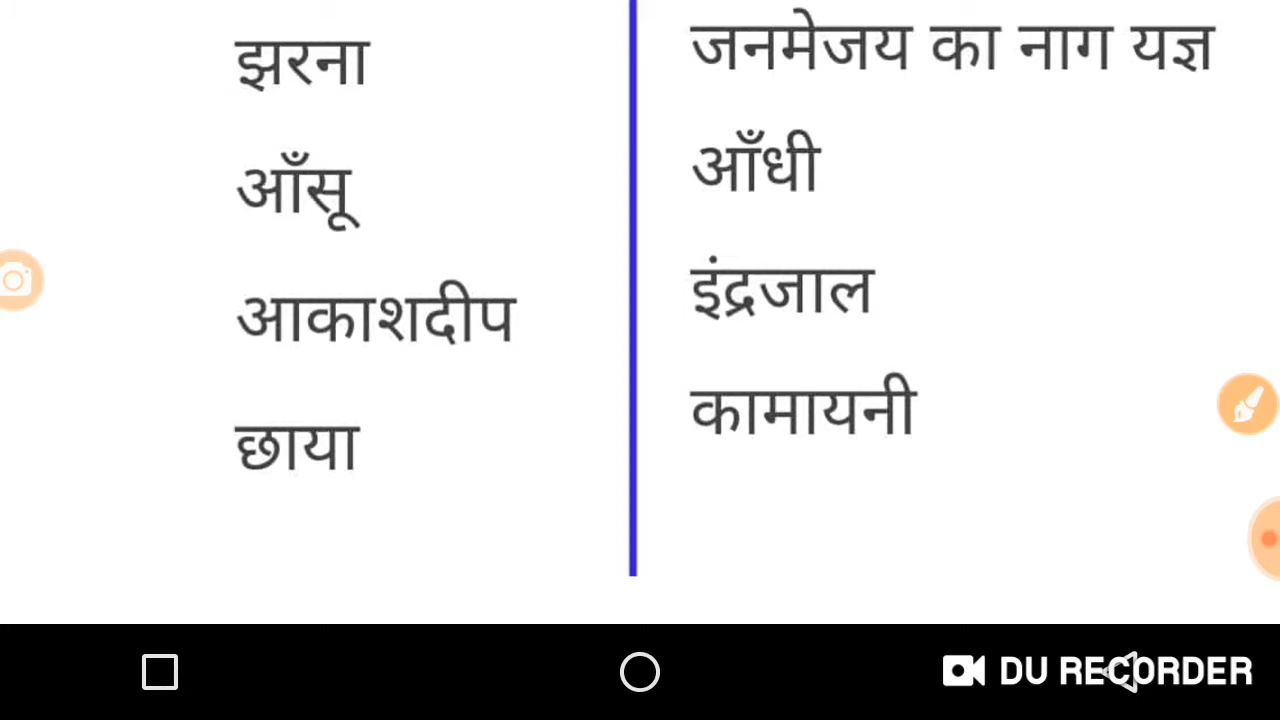 झरना
आँसू
आकाशदीप
छाया
जनमेजय का नाग यज्ञ
आँधी
इंद्रजाल
कामायनी
DU RECORDER